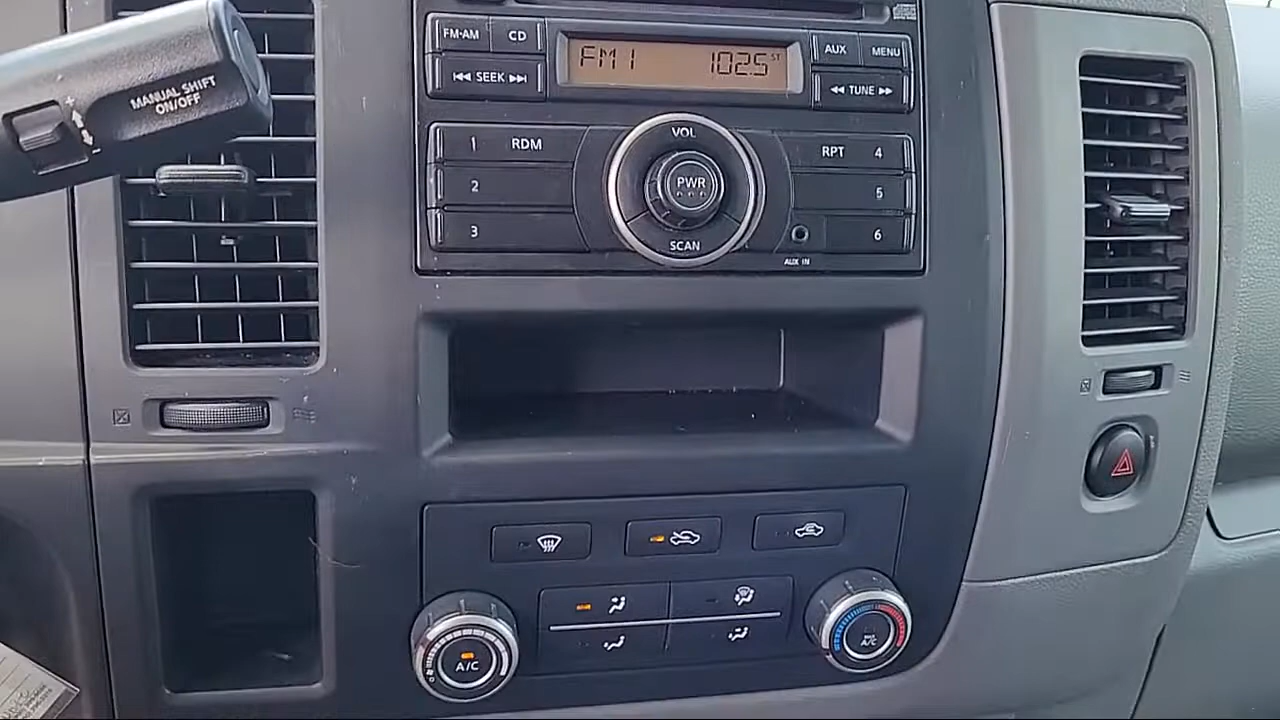 MANUAL SHIFT
ON/OFF
FM·AM
CD
SEEK
FM1 102.5 ST
AUX
MENU
TUNE
1 RDM
2
3
VOL
PWR
SCAN
RPT 4
5
6
AUX IN
A/C
MAX
A/C